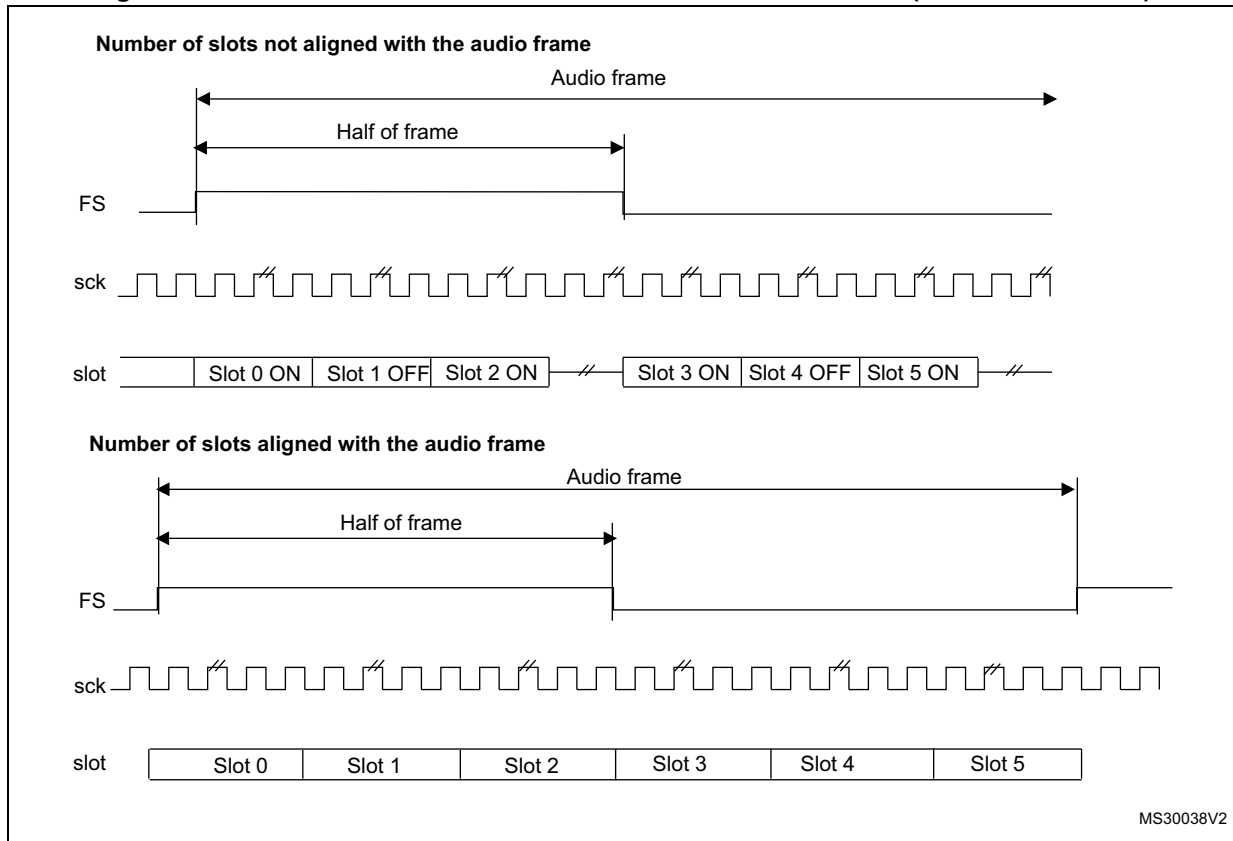 Number of slots not aligned with the audio frame
Audio frame
Half of frame
FS
sck
slot
Slot 0 ON
Slot 1 OFF
Slot 2 ON
Slot 3 ON
Slot 4 OFF
Slot 5 ON
Number of slots aligned with the audio frame
Audio frame
Half of frame
FS
sck
slot
Slot 0
Slot 1
Slot 2
Slot 3
Slot 4
Slot 5
MS30038V2